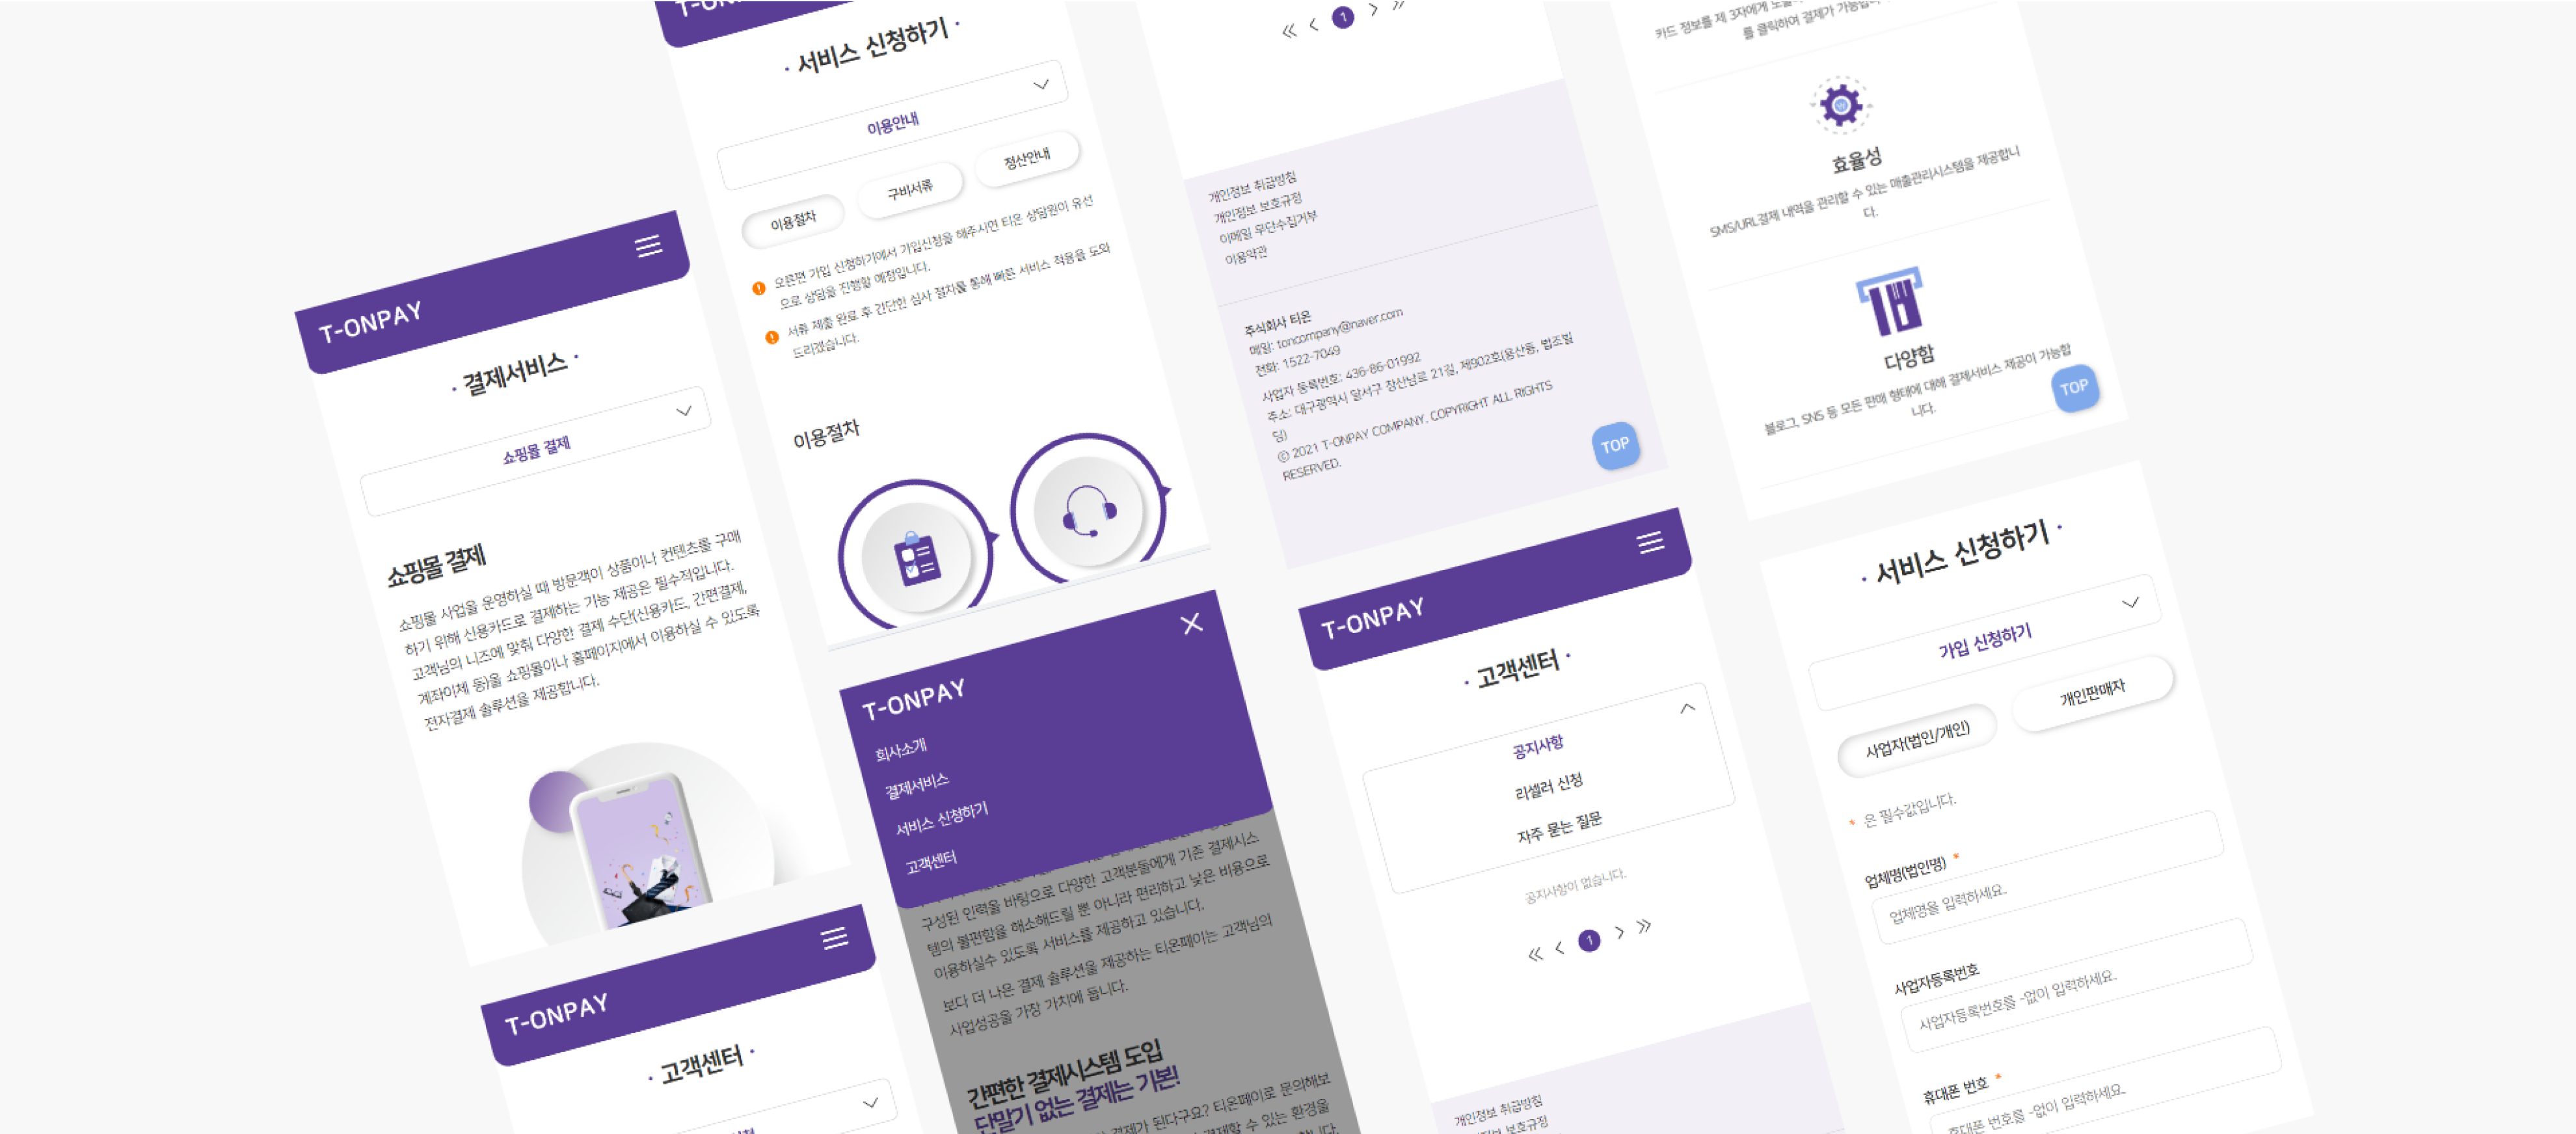 T-ONPAY
· 결제서비스 ·
쇼핑몰 결제
쇼핑몰 결제
쇼핑몰 사업을 운영하실 때 방문객이 상품이나 컨텐츠를 구매
하기 위해 신용카드로 결제하는 기능 제공은 필수적입니다.
고객님의 니즈에 맞춰 다양한 결제 수단(신용카드, 간편결제,
계좌이체 등)을 쇼핑몰이나 홈페이지에서 이용하실 수 있도록
전자결제 솔루션을 제공합니다.
T-ONPAY
· 고객센터 ·
· 서비스 신청하기 ·
이용안내
이용절차
구비서류
정산안내
오른편 가입 신청하기에서 가입신청을 해주시면 티온 상담원이 유선
으로 상담을 진행할 예정입니다.
서류 제출 완료 후 간단한 심사 절차를 통해 빠른 서비스 적용을 도와
드리겠습니다.
이용절차
T-ONPAY
회사소개
결제서비스
서비스 신청하기
고객센터
구성된 인력을 바탕으로 다양한 고객분들에게 기존 결제시스
템의 불편함을 해소해드릴 뿐 아니라 편리하고 낮은 비용으로
이용하실수 있도록 서비스를 제공하고 있습니다.
보다 더 나은 결제 솔루션을 제공하는 티온페이는 고객님의
사업성공을 가장 가치에 둡니다.
간편한 결제시스템 도입
단말기 없는 결제는 기본!
결제가 된다구요? 티온페이로 문의해보
결제할 수 있는 환경을
1
개인정보 취급방침
개인정보 보호규정
이메일 무단수집거부
이용약관
주식회사 티온
메일: toncompany@naver.com
전화: 1522-7049
사업자 등록번호: 436-86-01992
주소: 대구광역시 달서구 장산남로 21길, 제902호(용산동, 법조빌
딩)
© 2021 T-ONPAY COMPANY. COPYRIGHT ALL RIGHTS
RESERVED.
TOP
T-ONPAY
· 고객센터 ·
공지사항
리셀러 신청
자주 묻는 질문
공지사항이 없습니다.
1
개인정보 취급방침
보호규정
카드 정보를 제 3자에게
를 클릭하여 결제가
효율성
SMS/URL결제 내역을 관리할 수 있는 매출관리시스템을 제공합니
다.
다양함
블로그, SNS 등 모든 판매 형태에 대해 결제서비스 제공이 가능합
니다.
TOP
· 서비스 신청하기 ·
가입 신청하기
사업자(법인/개인)
개인판매자
* 은 필수값입니다.
업체명(법인명) *
업체명을 입력하세요.
사업자등록번호
사업자등록번호를 -없이 입력하세요.
휴대폰 번호 *
휴대폰 번호를 -없이 입력하세요.